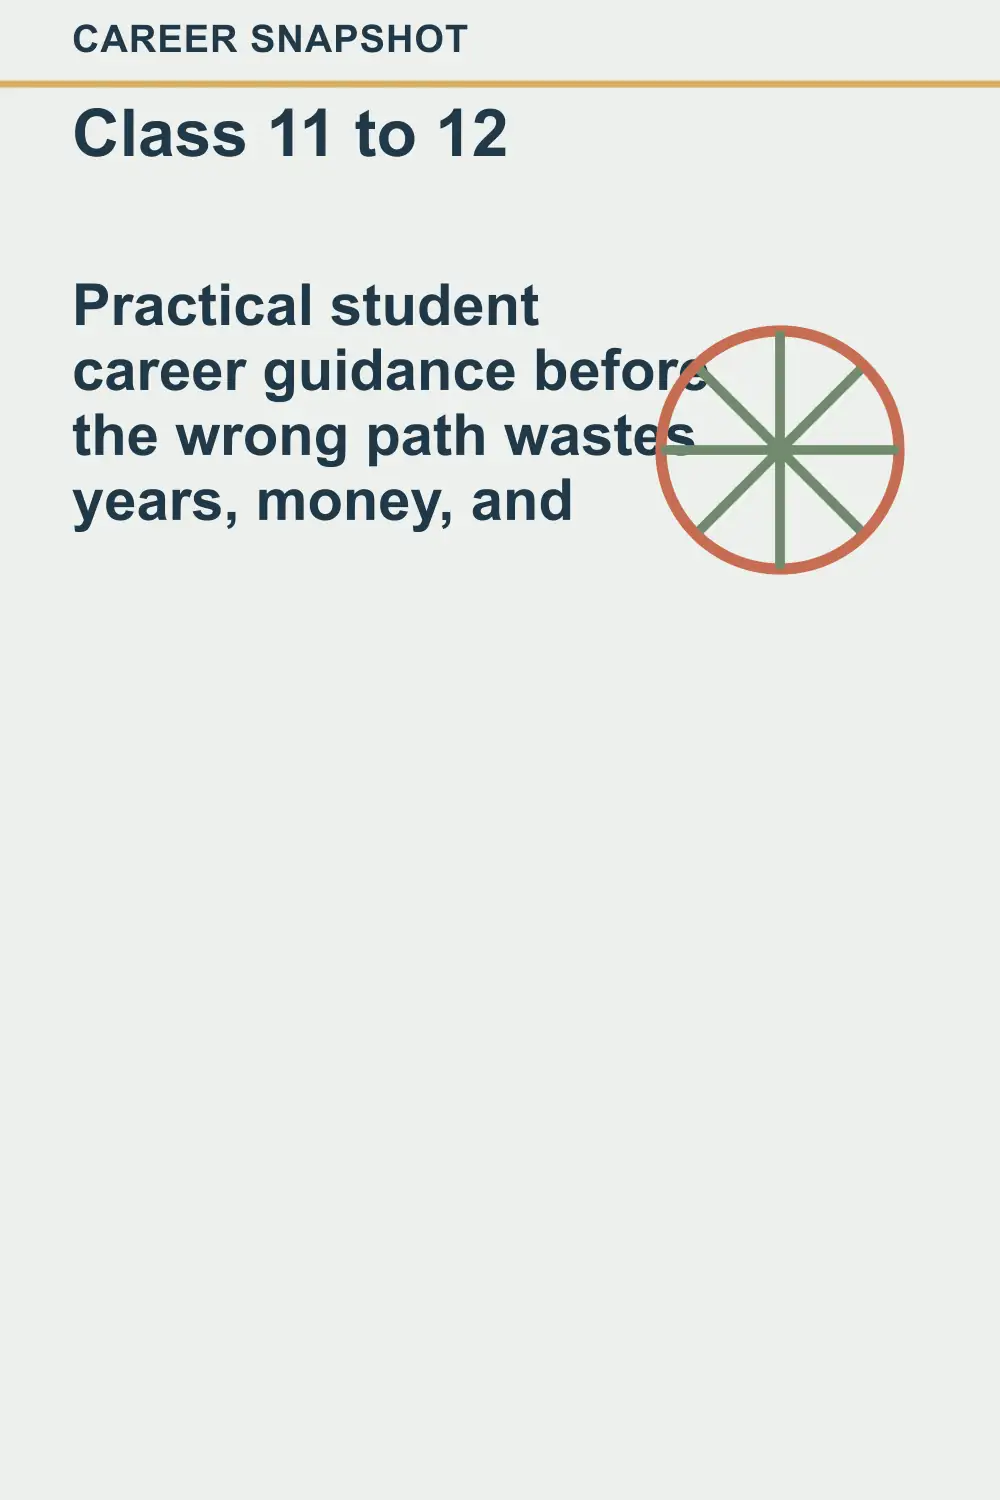 CAREER SNAPSHOT
Class 11 to 12
Practical student
career guidance before
the wrong path wastes
years, money, and